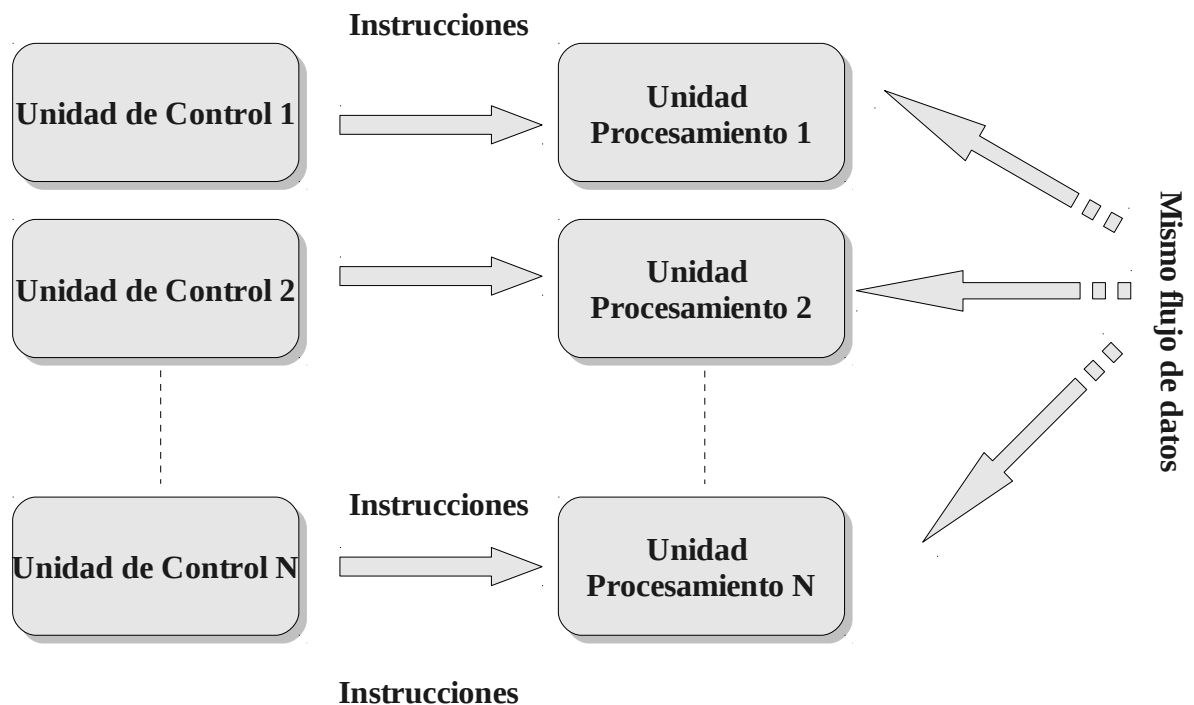 Instrucciones
Unidad de Control 1
Unidad
Procesamiento 1
Unidad de Control 2
Unidad
Procesamiento 2
Mismo flujo de datos
Instrucciones
Unidad de Control N
Unidad
Procesamiento N
Instrucciones